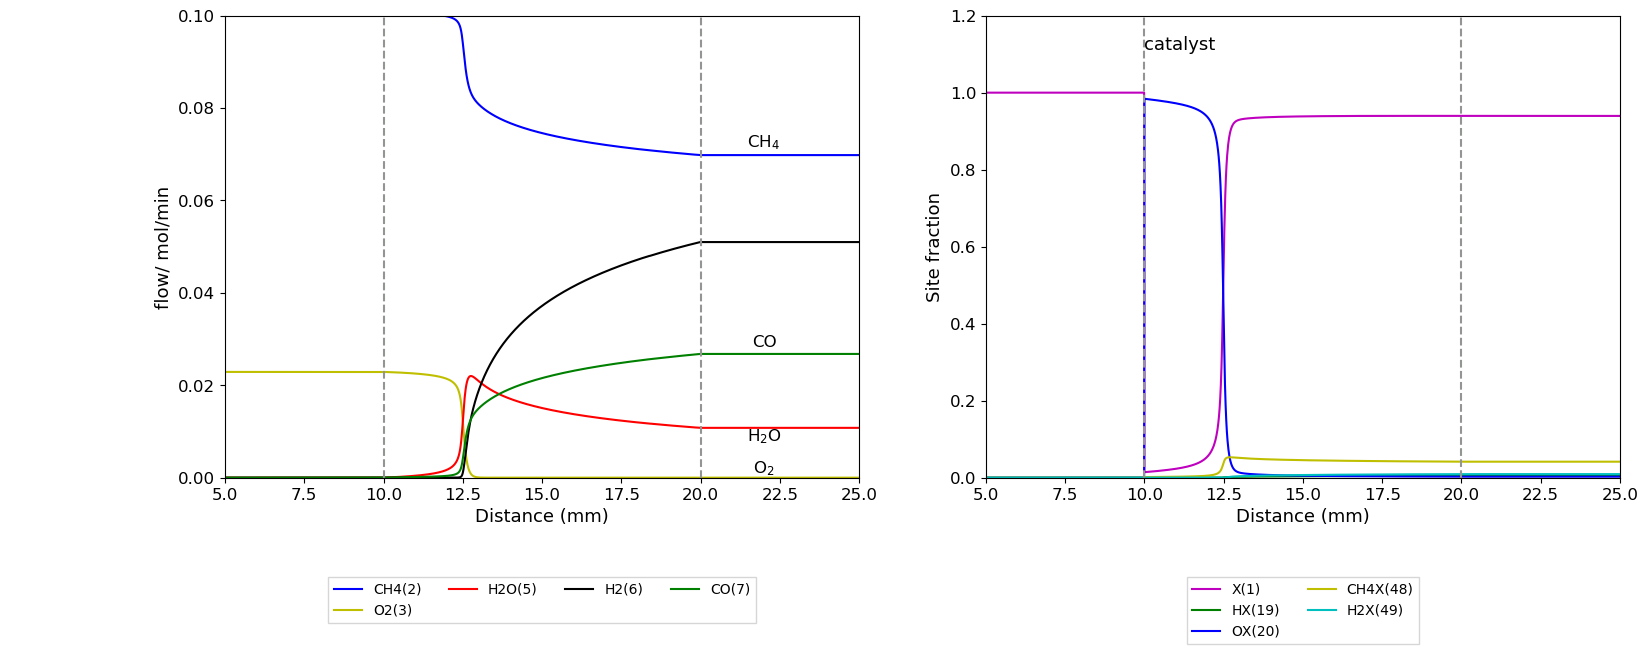 0.10
0.08
0.06
0.04
0.02
0.00
flow/ mol/min
CH₄
CO
H₂O
O₂
5.0 7.5 10.0 12.5 15.0 17.5 20.0 22.5 25.0
Distance (mm)
CH4(2) H2O(5) H2(6) CO(7)
O2(3)
1.2
1.0
0.8
0.6
0.4
0.2
0.0
Site fraction
catalyst
5.0 7.5 10.0 12.5 15.0 17.5 20.0 22.5 25.0
Distance (mm)
X(1) CH4X(48)
HX(19) H2X(49)
OX(20)